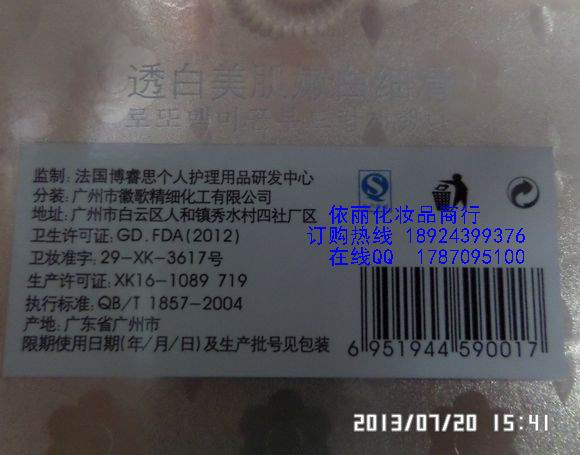 透白美肌嫩白细滑
监制: 法国博睿思个人护理用品研发中心
分装: 广州市徽歌精细化工有限公司
地址: 广州市白云区人和镇秀水村四社厂区
卫生许可证: GD.FDA(2012)
卫妆准字: 29-XK-3617号
生产许可证: XK16-1089 719
执行标准: QB/T 1857-2004
产地: 广东省广州市
限期使用日期(年/月/日)及生产批号见包装
依丽化妆品商行
订购热线 18924399376
在线QQ 1787095100
6 951944 590017
2013/07/20 15:41